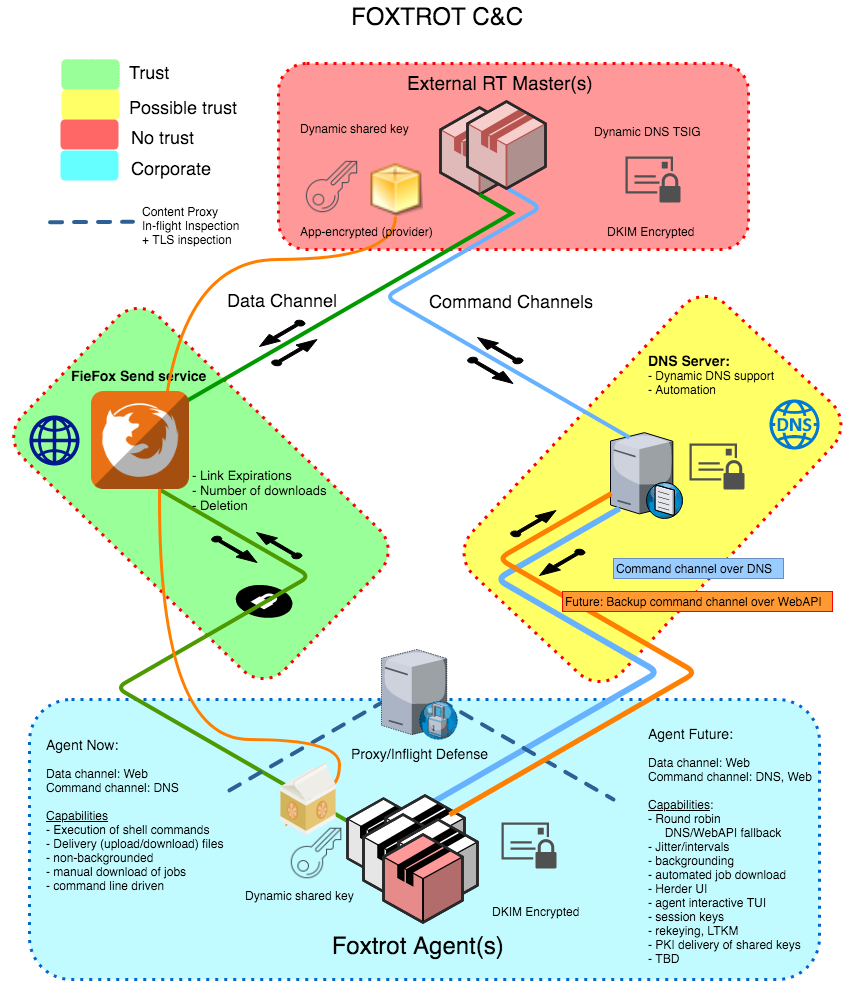 FOXTROT C&C
Trust
Possible trust
No trust
Corporate
Content Proxy
In-flight Inspection
+ TLS inspection
External RT Master(s)
Dynamic shared key
Dynamic DNS TSIG
App-encrypted (provider)
DKIM Encrypted
Data Channel
Command Channels
FieFox Send service
- Link Expirations
- Number of downloads
- Deletion
DNS Server:
- Dynamic DNS support
- Automation
DNS
Command channel over DNS
Future: Backup command channel over WebAPI
Proxy/Inflight Defense
Agent Now:
Data channel: Web
Command channel: DNS
Capabilities
- Execution of shell commands
- Delivery (upload/download) files
- non-backgrounded
- manual download of jobs
- command line driven
Dynamic shared key
DKIM Encrypted
Foxtrot Agent(s)
Agent Future:
Data channel: Web
Command channel: DNS, Web
Capabilities:
- Round robin
DNS/WebAPI fallback
- Jitter/intervals
- backgrounding
- automated job download
- Herder UI
- agent interactive TUI
- session keys
- rekeying, LTKM
- PKI delivery of shared keys
- TBD